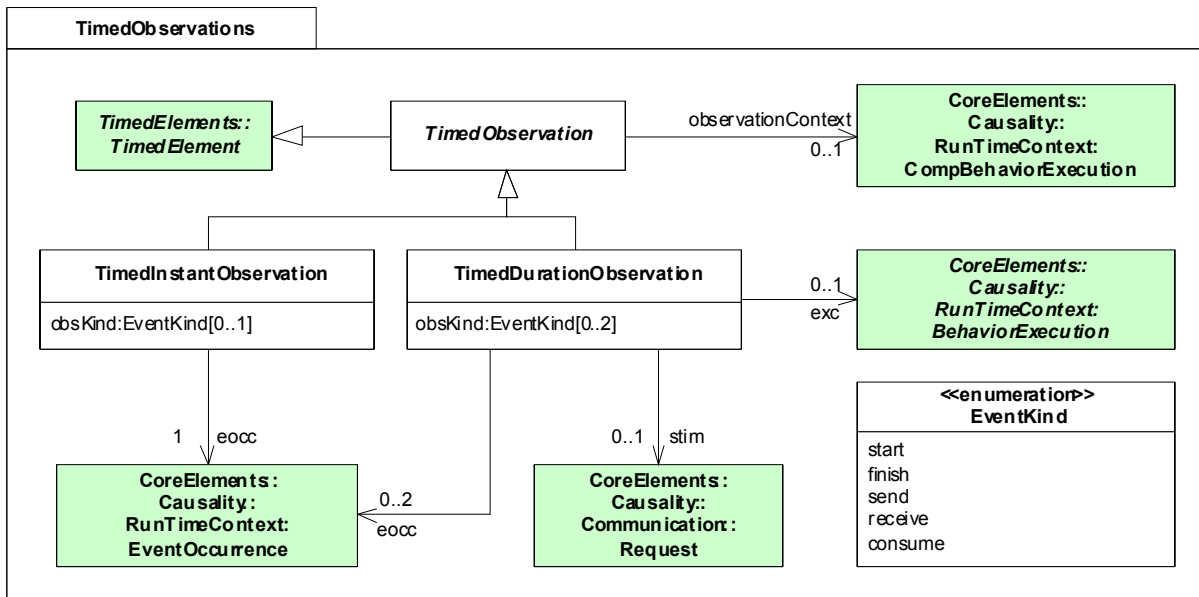 TimedObservations
TimedElements::
TimedElement
TimedObservation
observationContext
0..1
CoreElements::
Causality::
RunTimeContext:
CompBehaviorExecution
TimedInstantObservation
obsKind:EventKind[0..1]
TimedDurationObservation
obsKind:EventKind[0..2]
0..1
exc
CoreElements::
Causality::
RunTimeContext:
BehaviorExecution
<<enumeration>>
EventKind
start
finish
send
receive
consume
1 eocc
0..1 stim
0..2
eocc
CoreElements::
Causality::
RunTimeContext:
EventOccurrence
CoreElements::
Causality::
Communication::
Request